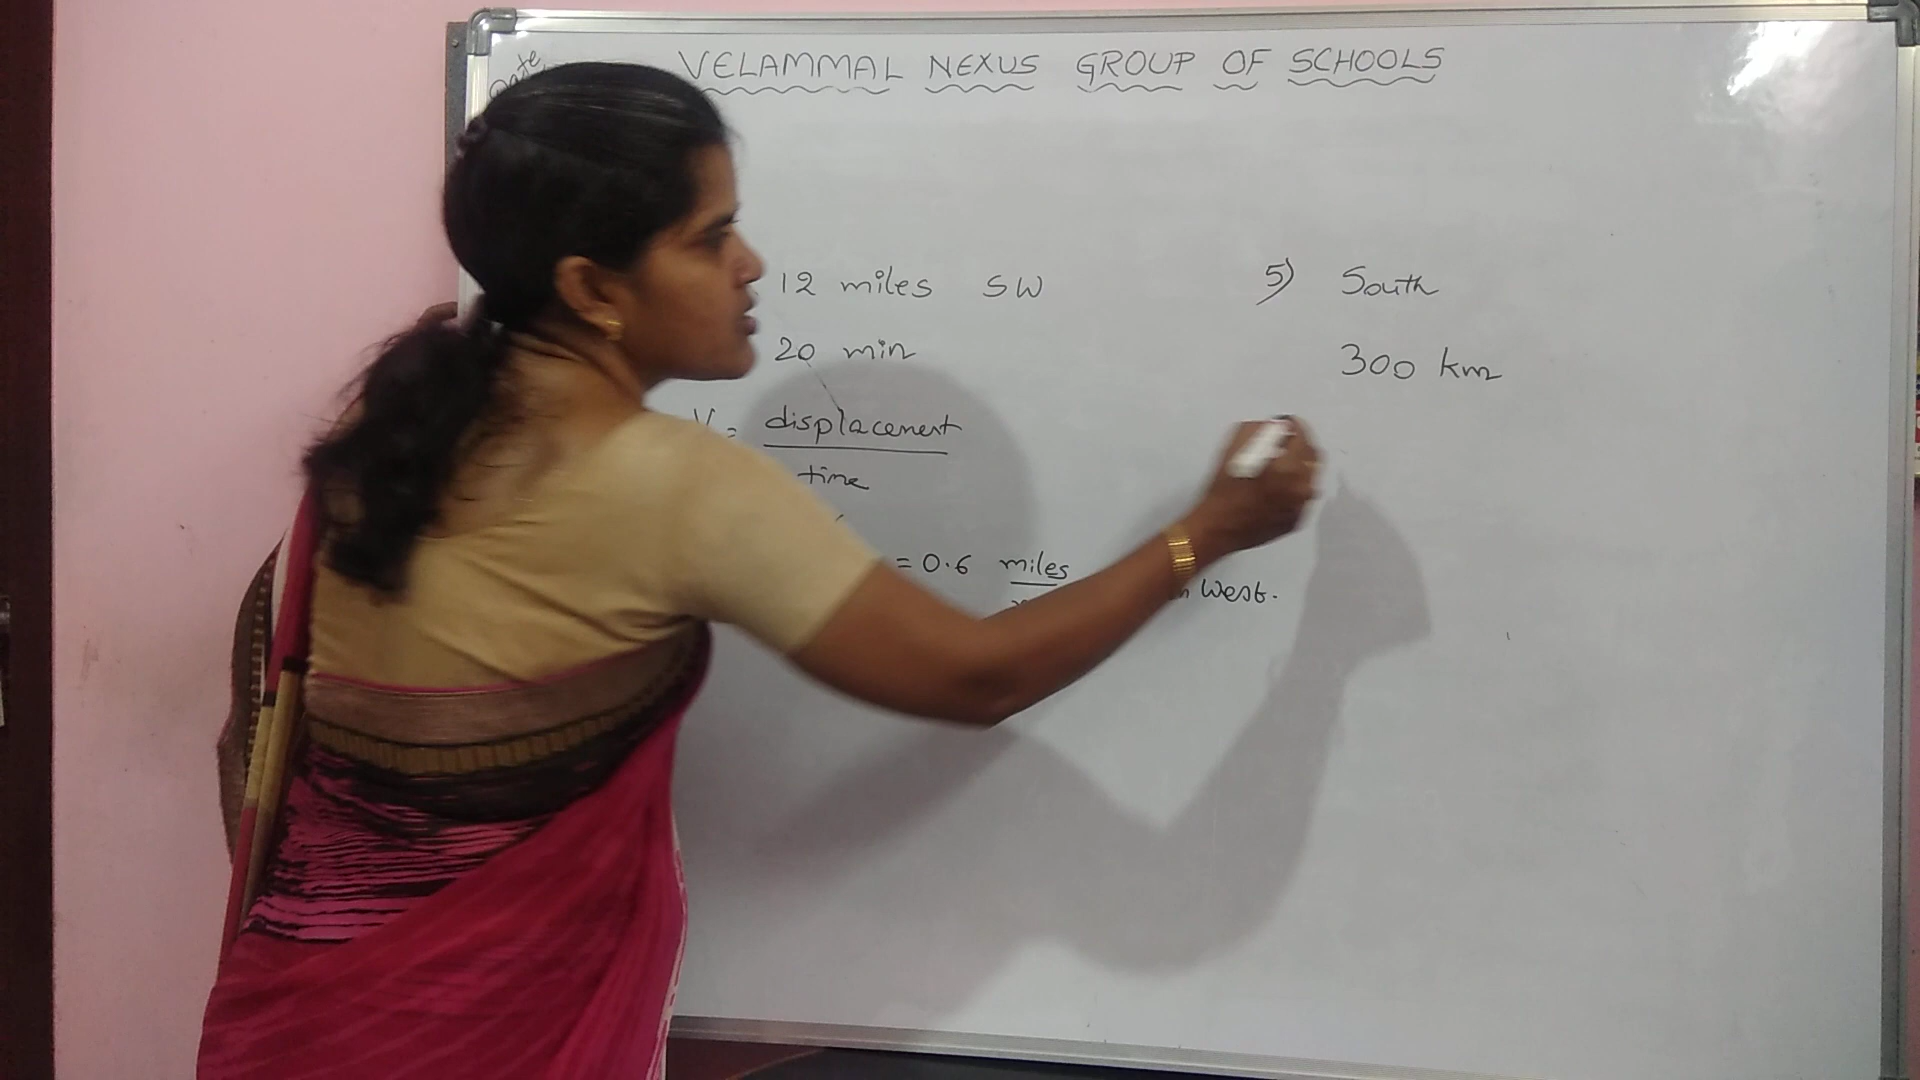 Date
VELAMMAL NEXUS GROUP OF SCHOOLS
12 miles SW
20 min
V = displacement
time
= 0.6 miles
West.
5) South
300 km